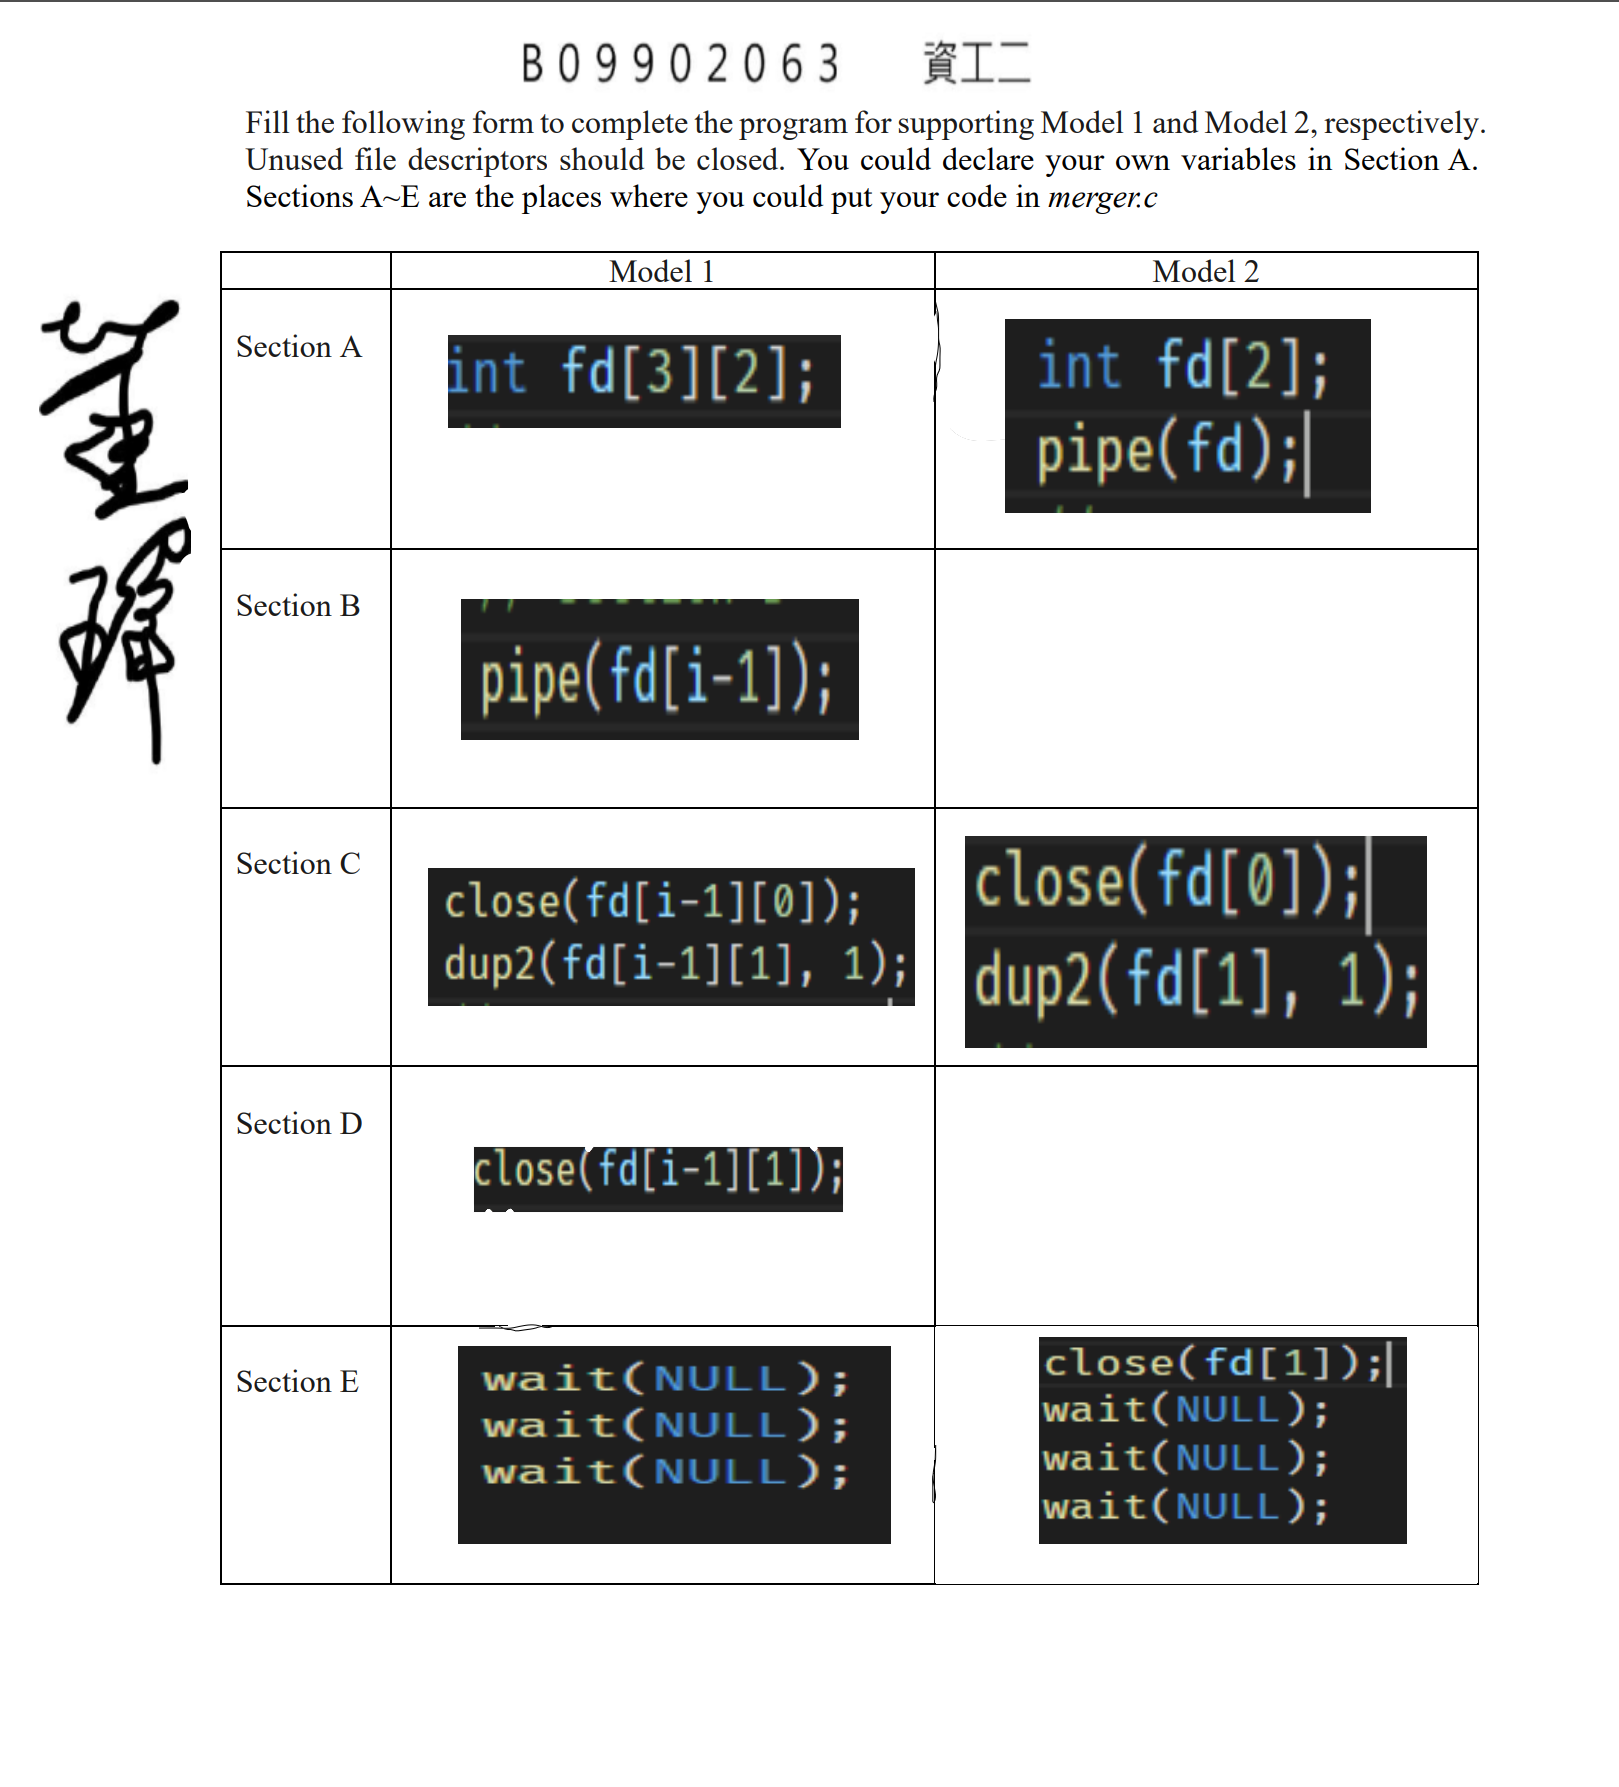 B09902063 資工二
Fill the following form to complete the program for supporting Model 1 and Model 2, respectively.
Unused file descriptors should be closed. You could declare your own variables in Section A.
Sections A~E are the places where you could put your code in merger.c
Model 1 Model 2
Section A
int fd[3][2];
int fd[2];
pipe(fd);
Section B
pipe(fd[i-1]);
Section C
close(fd[i-1][0]);
dup2(fd[i-1][1], 1);
close(fd[0]);
dup2(fd[1], 1);
Section D
close(fd[i-1][1]);
Section E
wait(NULL);
wait(NULL);
wait(NULL);
close(fd[1]);
wait(NULL);
wait(NULL);
wait(NULL);